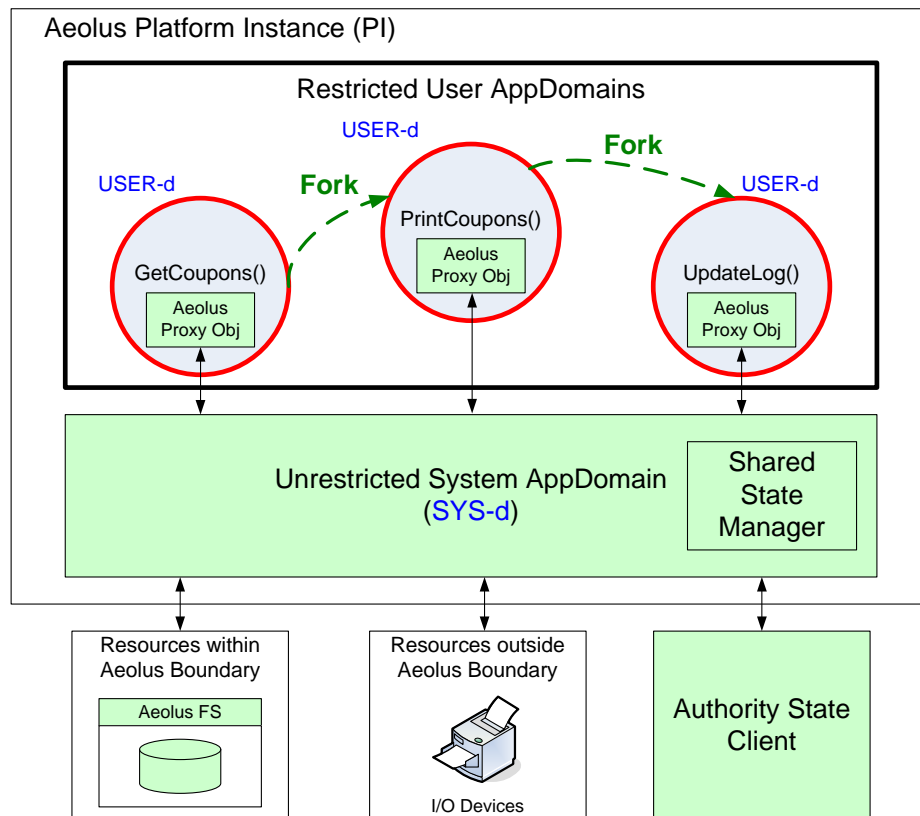 Aeolus Platform Instance (PI)
Restricted User AppDomains
USER-d
Fork
USER-d
Fork
USER-d
GetCoupons()
Aeolus
Proxy Obj
PrintCoupons()
Aeolus
Proxy Obj
UpdateLog()
Aeolus
Proxy Obj
Unrestricted System AppDomain
(SYS-d)
Shared
State
Manager
Resources within
Aeolus Boundary
Aeolus FS
Resources outside
Aeolus Boundary
I/O Devices
Authority State
Client